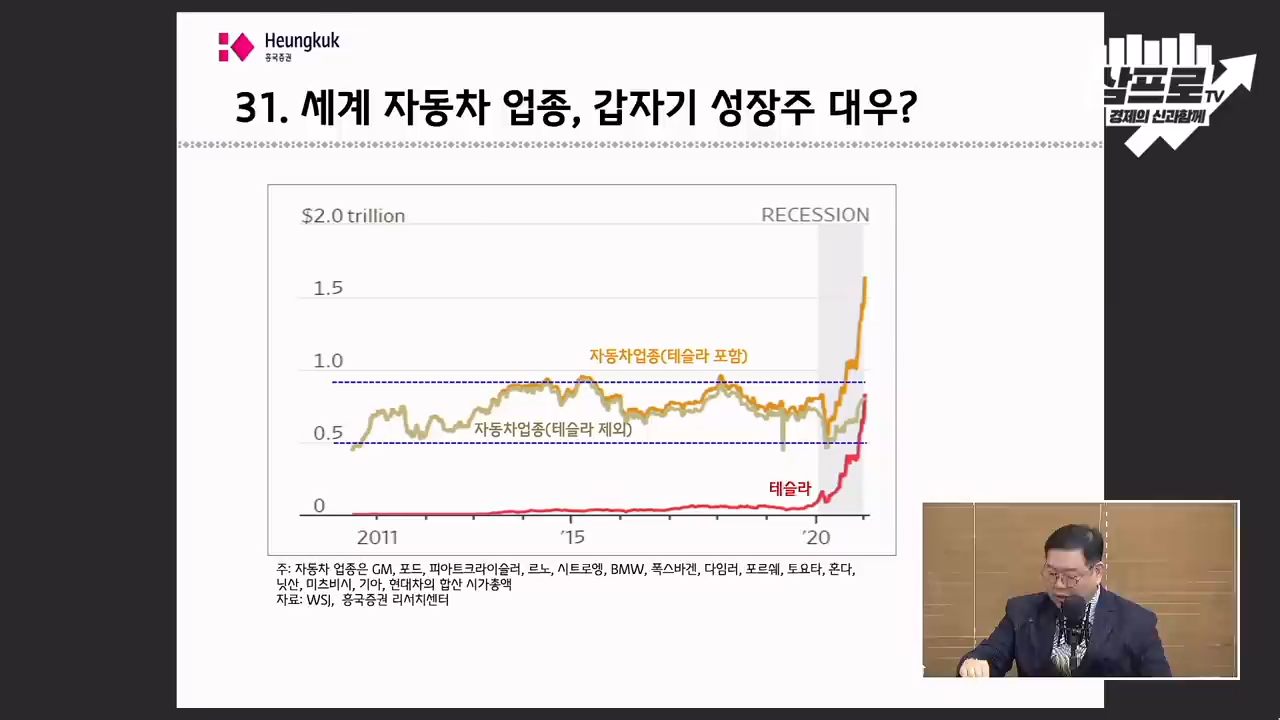 Heungkuk
흥국증권
삼프로TV
경제의 신과함께
31. 세계 자동차 업종, 갑자기 성장주 대우?
$2.0 trillion
RECESSION
1.5
1.0
자동차업종(테슬라 포함)
0.5
자동차업종(테슬라 제외)
테슬라
0
2011
'15
'20
주: 자동차 업종은 GM, 포드, 피아트크라이슬러, 르노, 시트로엥, BMW, 폭스바겐, 다임러, 포르쉐, 토요타, 혼다,
닛산, 미츠비시, 기아, 현대차의 합산 시가총액
자료: WSJ, 흥국증권 리서치센터